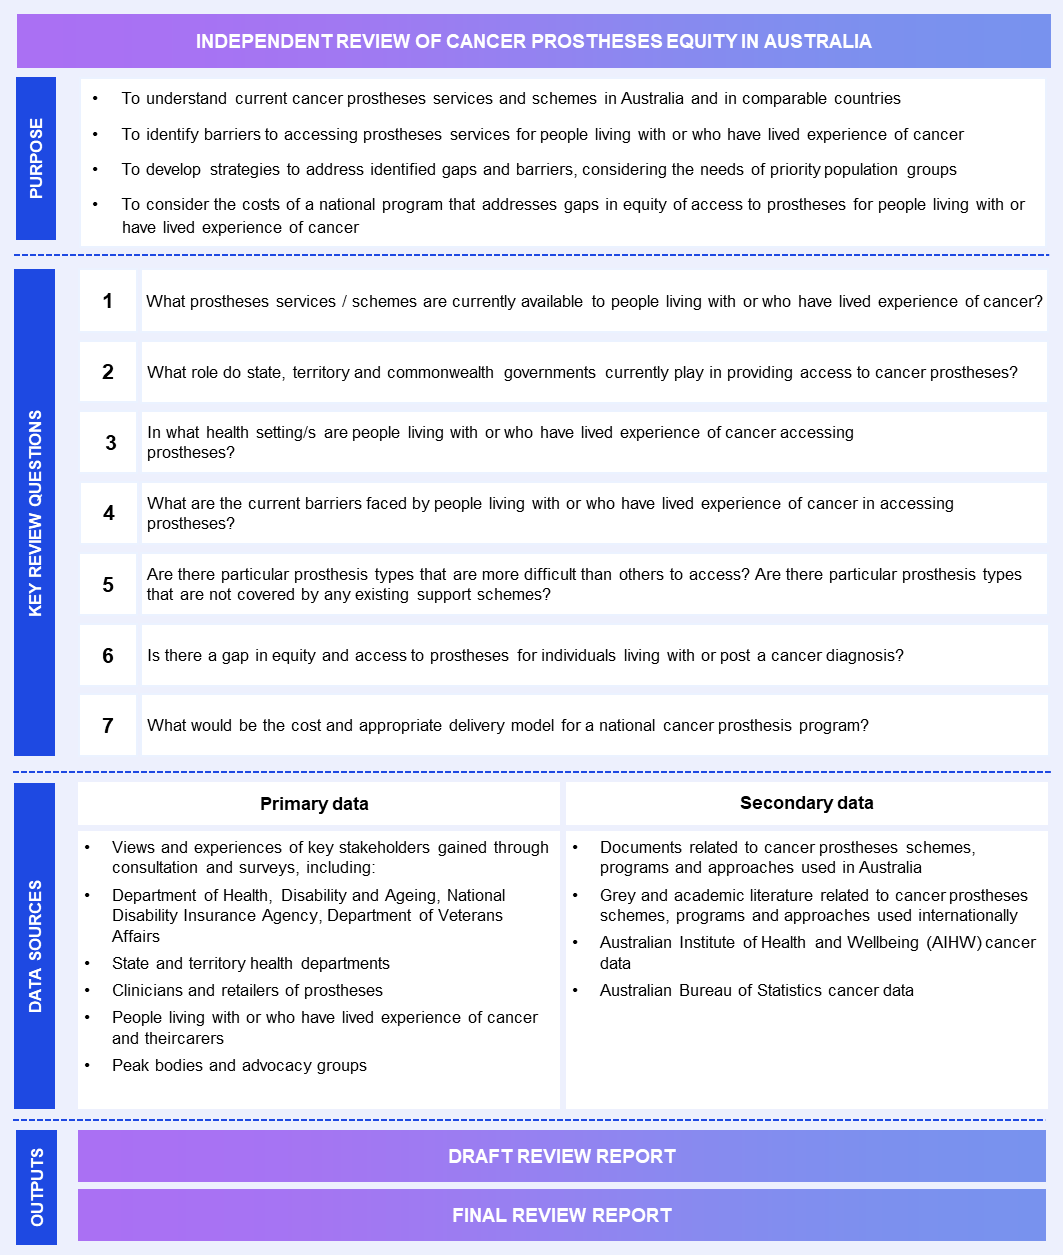 INDEPENDENT REVIEW OF CANCER PROSTHESES EQUITY IN AUSTRALIA
PURPOSE
• To understand current cancer prostheses services and schemes in Australia and in comparable countries
• To identify barriers to accessing prostheses services for people living with or who have lived experience of cancer
• To develop strategies to address identified gaps and barriers, considering the needs of priority population groups
• To consider the costs of a national program that addresses gaps in equity of access to prostheses for people living with or
have lived experience of cancer
KEY REVIEW QUESTIONS
1
What prostheses services / schemes are currently available to people living with or who have lived experience of cancer?
2
What role do state, territory and commonwealth governments currently play in providing access to cancer prostheses?
3
In what health setting/s are people living with or who have lived experience of cancer accessing
prostheses?
4
What are the current barriers faced by people living with or who have lived experience of cancer in accessing
prostheses?
5
Are there particular prosthesis types that are more difficult than others to access? Are there particular prosthesis types
that are not covered by any existing support schemes?
6
Is there a gap in equity and access to prostheses for individuals living with or post a cancer diagnosis?
7
What would be the cost and appropriate delivery model for a national cancer prosthesis program?
DATA SOURCES
Primary data
• Views and experiences of key stakeholders gained through
consultation and surveys, including:
• Department of Health, Disability and Ageing, National
Disability Insurance Agency, Department of Veterans
Affairs
• State and territory health departments
• Clinicians and retailers of prostheses
• People living with or who have lived experience of cancer
and theircarers
• Peak bodies and advocacy groups
Secondary data
• Documents related to cancer prostheses schemes,
programs and approaches used in Australia
• Grey and academic literature related to cancer prostheses
schemes, programs and approaches used internationally
• Australian Institute of Health and Wellbeing (AIHW) cancer
data
• Australian Bureau of Statistics cancer data
OUTPUTS
DRAFT REVIEW REPORT
FINAL REVIEW REPORT